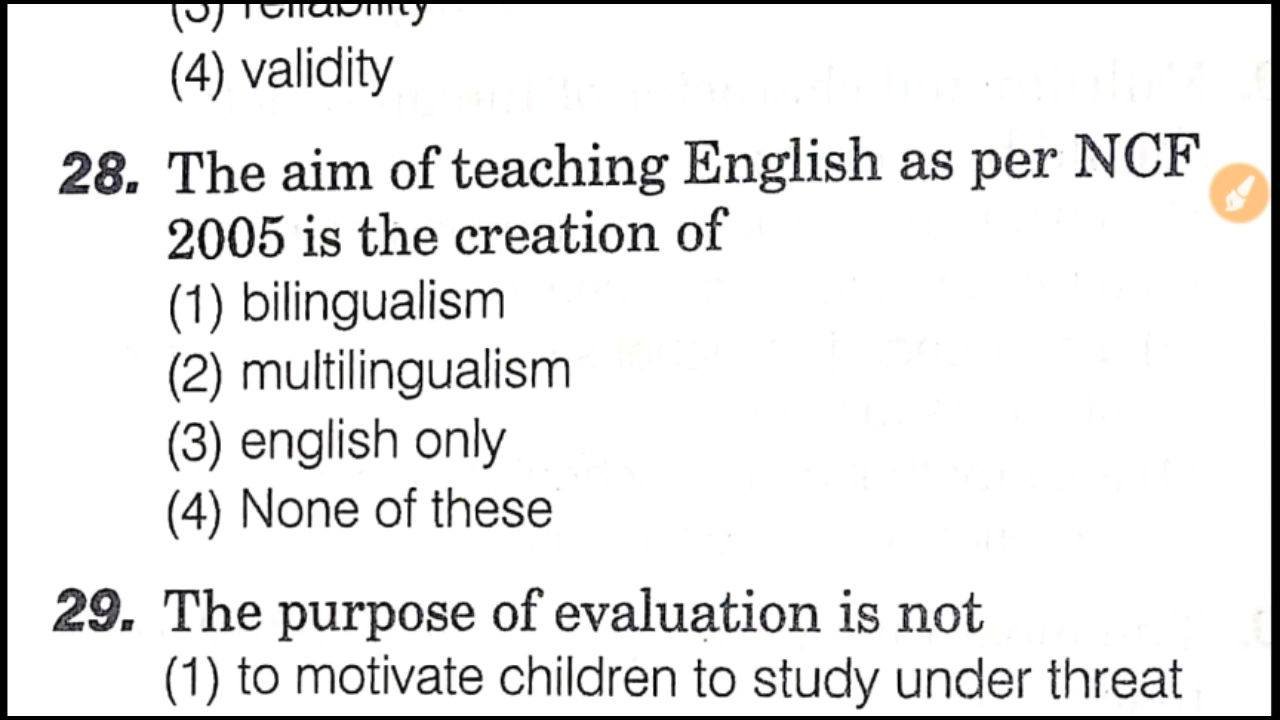 (3) reliability
(4) validity
28. The aim of teaching English as per NCF
2005 is the creation of
(1) bilingualism
(2) multilingualism
(3) english only
(4) None of these
29. The purpose of evaluation is not
(1) to motivate children to study under threat